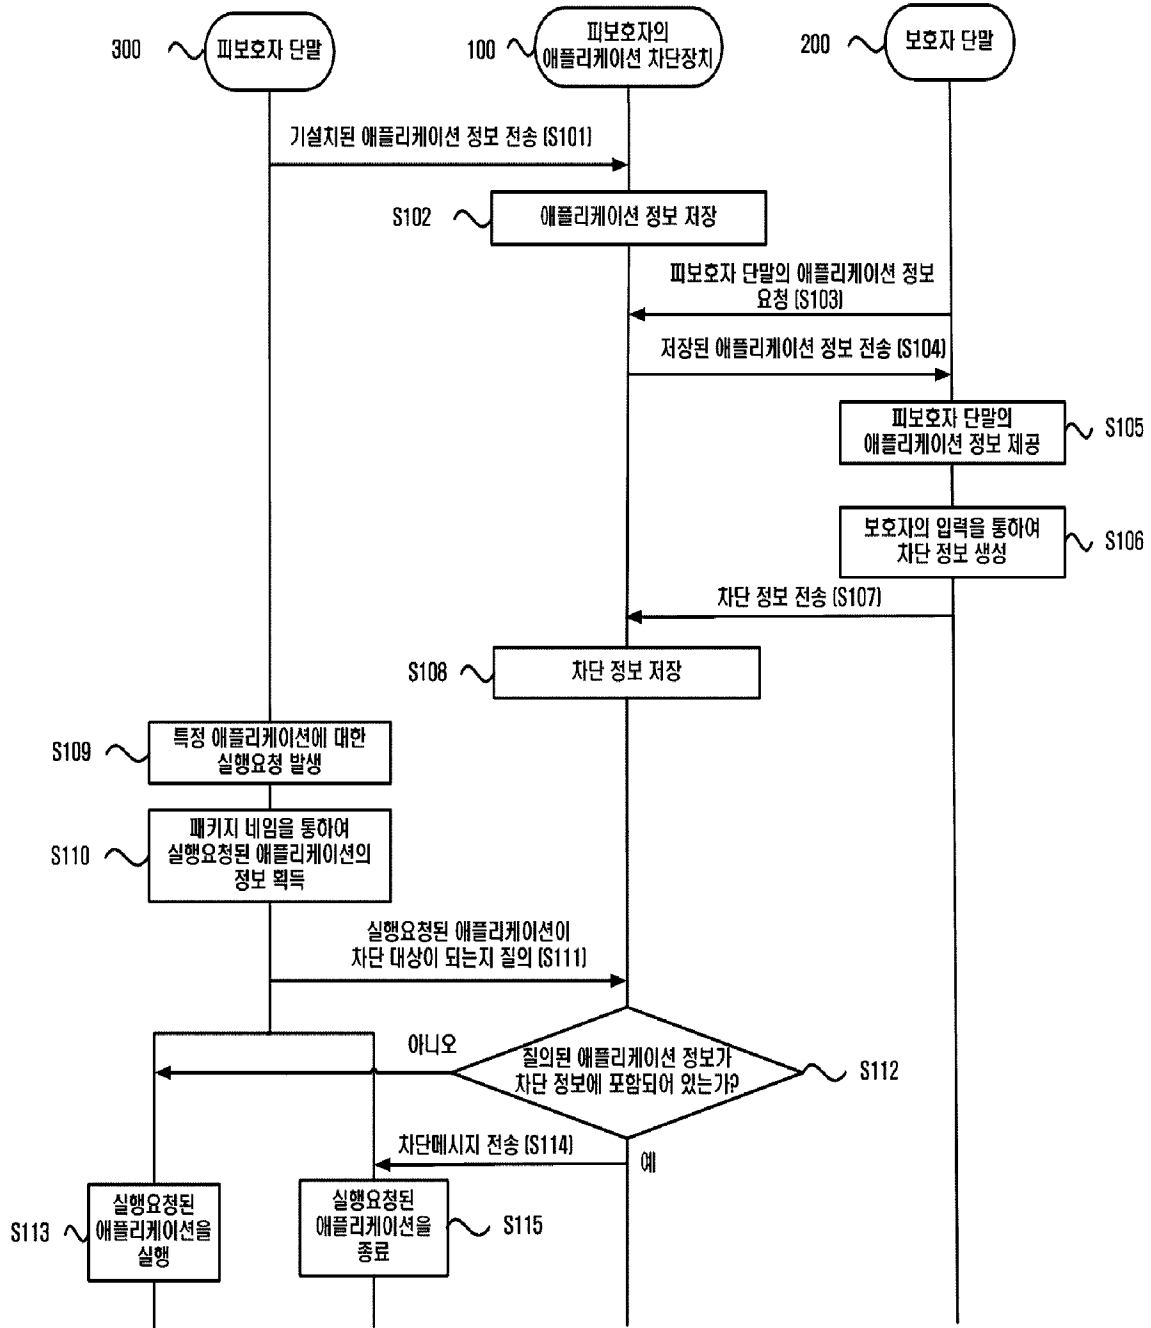 300
피보호자 단말
100
피보호자의
애플리케이션 차단장치
200
보호자 단말
기설치된 애플리케이션 정보 전송 (S101)
S102
애플리케이션 정보 저장
피보호자 단말의 애플리케이션 정보
요청 (S103)
저장된 애플리케이션 정보 전송 (S104)
피보호자 단말의
애플리케이션 정보 제공
S105
보호자의 입력을 통하여
차단 정보 생성
S106
차단 정보 전송 (S107)
S108
차단 정보 저장
S109
특정 애플리케이션에 대한
실행요청 발생
S110
패키지 네임을 통하여
실행요청된 애플리케이션의
정보 획득
실행요청된 애플리케이션이
차단 대상이 되는지 질의 (S111)
아니오
질의된 애플리케이션 정보가
차단 정보에 포함되어 있는가?
S112
차단메시지 전송 (S114)
예
S113
실행요청된
애플리케이션을
실행
실행요청된
애플리케이션을
종료
S115